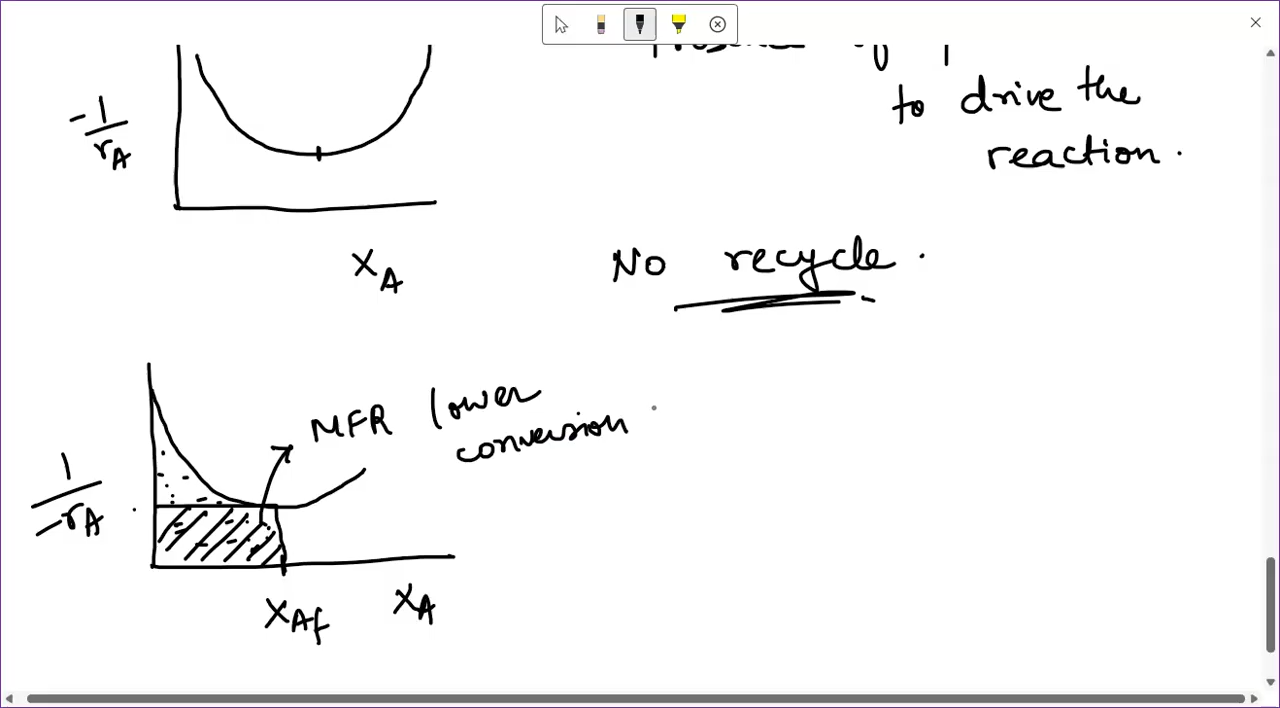 to drive the
reaction.
- 1/rA
XA
No recycle.
MFR lower
conversion
1/-rA
XAf
XA